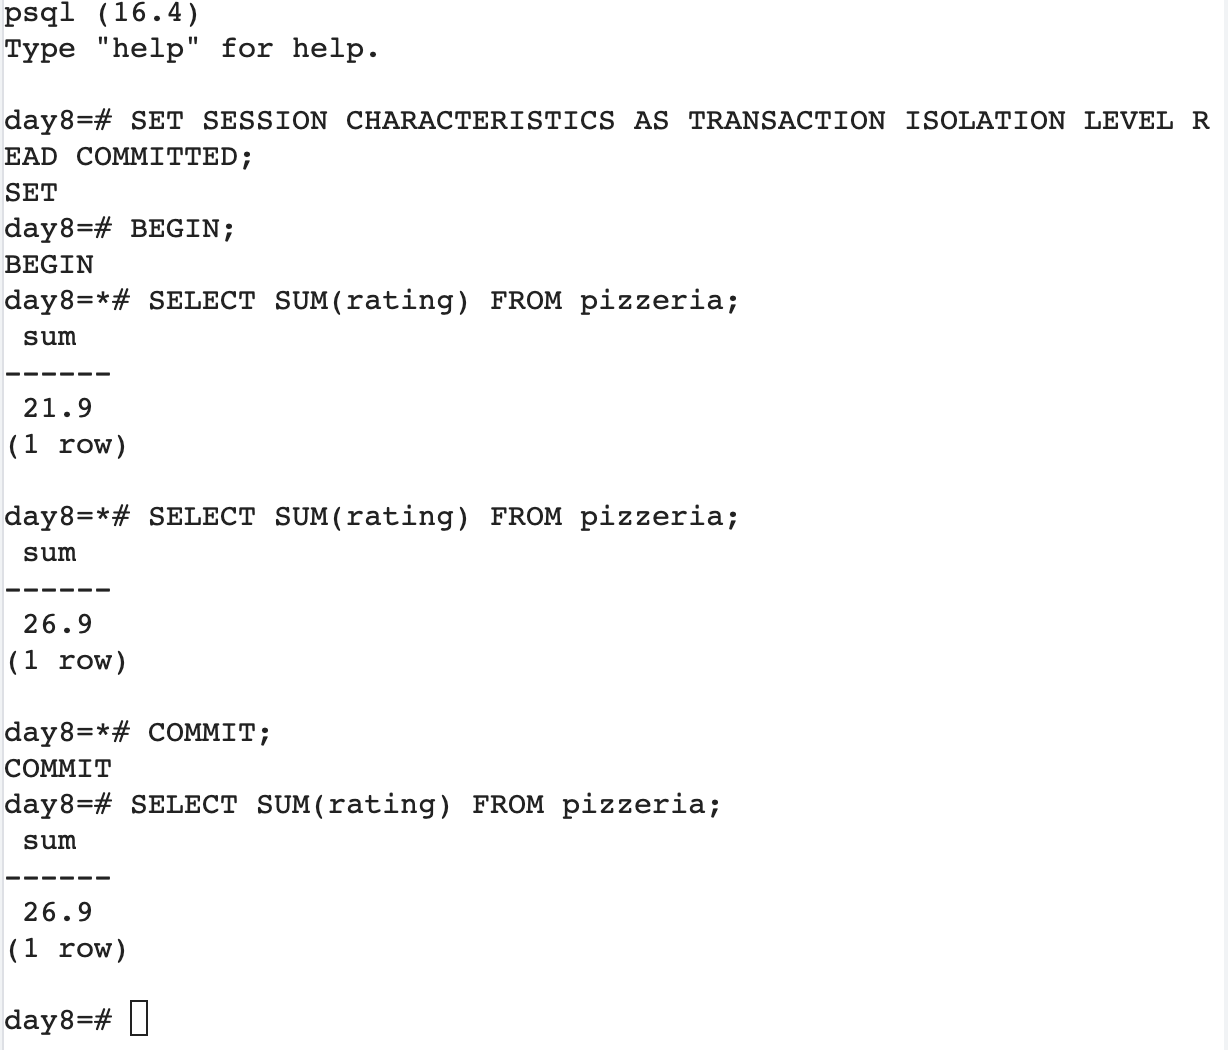 psql (16.4)
Type "help" for help.
day8=# SET SESSION CHARACTERISTICS AS TRANSACTION ISOLATION LEVEL R
EAD COMMITTED;
SET
day8=# BEGIN;
BEGIN
day8=*# SELECT SUM(rating) FROM pizzeria;
 sum
------
 21.9
(1 row)

day8=*# SELECT SUM(rating) FROM pizzeria;
 sum
------
 26.9
(1 row)

day8=*# COMMIT;
COMMIT
day8=# SELECT SUM(rating) FROM pizzeria;
 sum
------
 26.9
(1 row)

day8=#